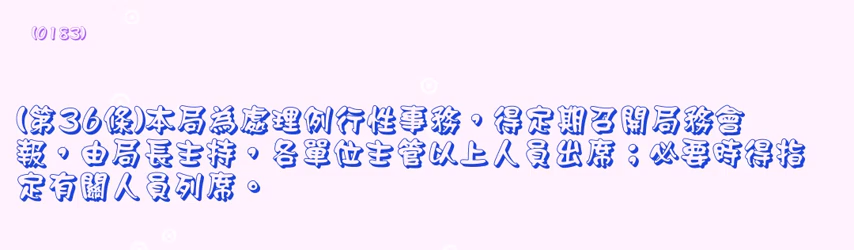 (0183)
(第36條)本局為處理例行性事務，得定期召開局務會
報，由局長主持，各單位主管以上人員出席；必要時得指
定有關人員列席。